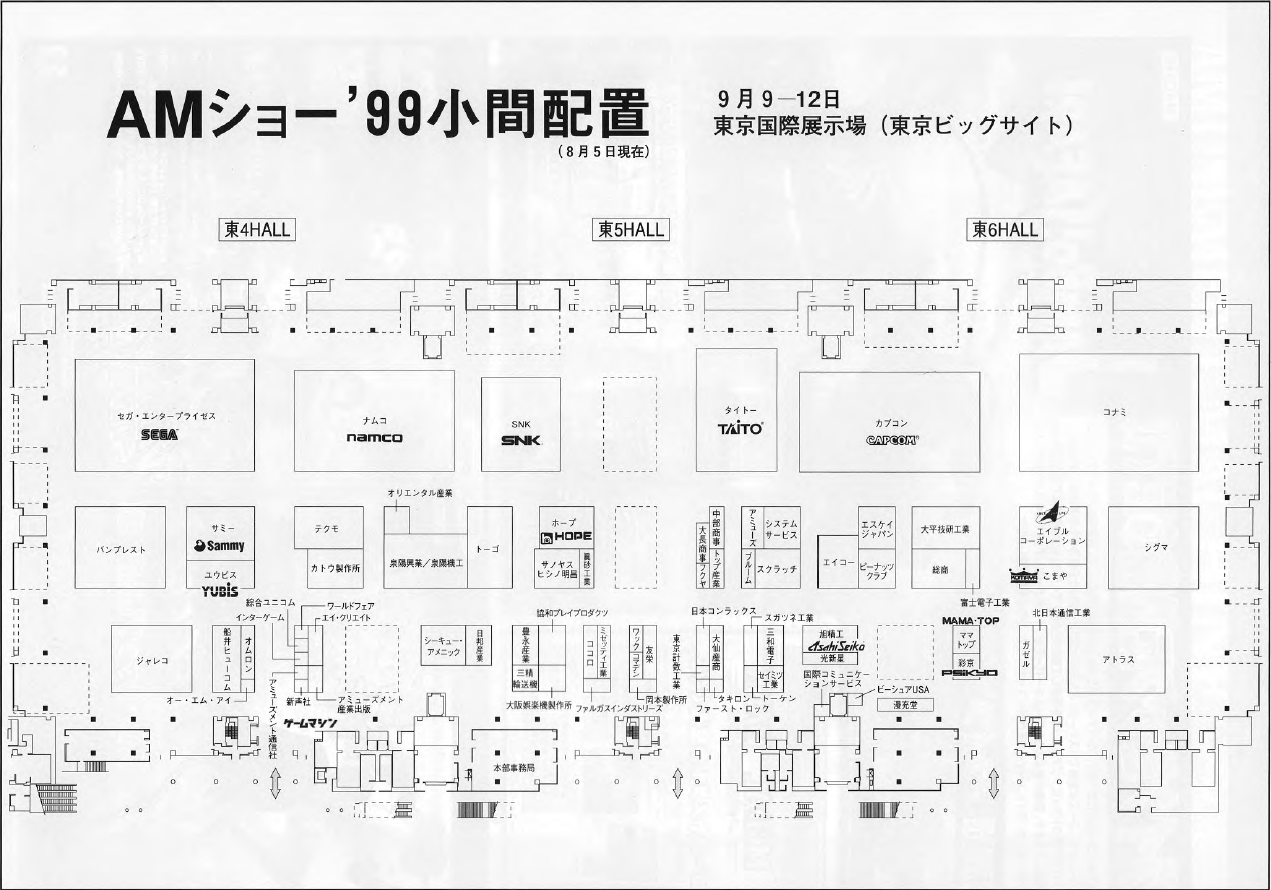 AMショー'99小間配置
(8月5日現在)
9月9—12日
東京国際展示場(東京ビッグサイト)
東4HALL
東5HALL
東6HALL
セガ・エンタープライゼス
SEGA
ナムコ
namco
SNK
SNK
タイトー
TAITO
カプコン
CAPCOM
コナミ
バンプレスト
サミー
Sammy
ユウビス
YUBIS
テクモ
カトウ製作所
オリエンタル産業
泉陽興業/泉陽機工
トーゴ
ホープ
HOPE
サノヤス
ヒシノ明昌
真砂工業
中部商事
大長商事
トップ産業
フクヤ
アミューズ
システム
サービス
ブルーム
スクラッチ
エイコー
エスケイ
ジャパン
ピーナッツ
クラブ
大平技研工業
総商
富士電子工業
エイブル
コーポレーション
こまや
シグマ
ジャレコ
船井ヒューコム
オムロン
オー・エム・アイ
綜合ユニコム
インターゲーム
ワールドフェア
エイ・クリエイト
アミューズメント通信社
新声社
アミューズメント
産業出版
ゲームマシン
シーキュー・
アメニック
日邦産業
豊永産業
三精
輸送機
協和プレイプロダクツ
大阪娯楽機製作所
ミゼッティ工業
ココロ
ファルガスインダストリーズ
ワック
コデテン
友栄
岡本製作所
東京計数工業
日本コンラックス
大仙産商
タキロン
ファースト・ロック
スガツネ工業
三和電子
セイミツ
工業
トーケン
旭積工
AsahiSeiko
光新星
国際コミュニケー
ションサービス
ビーシュアUSA
漫充堂
MAMA-TOP
ママ
トップ
彩京
PSiKYO
北日本通信工業
ガゼル
アトラス
本部事務局